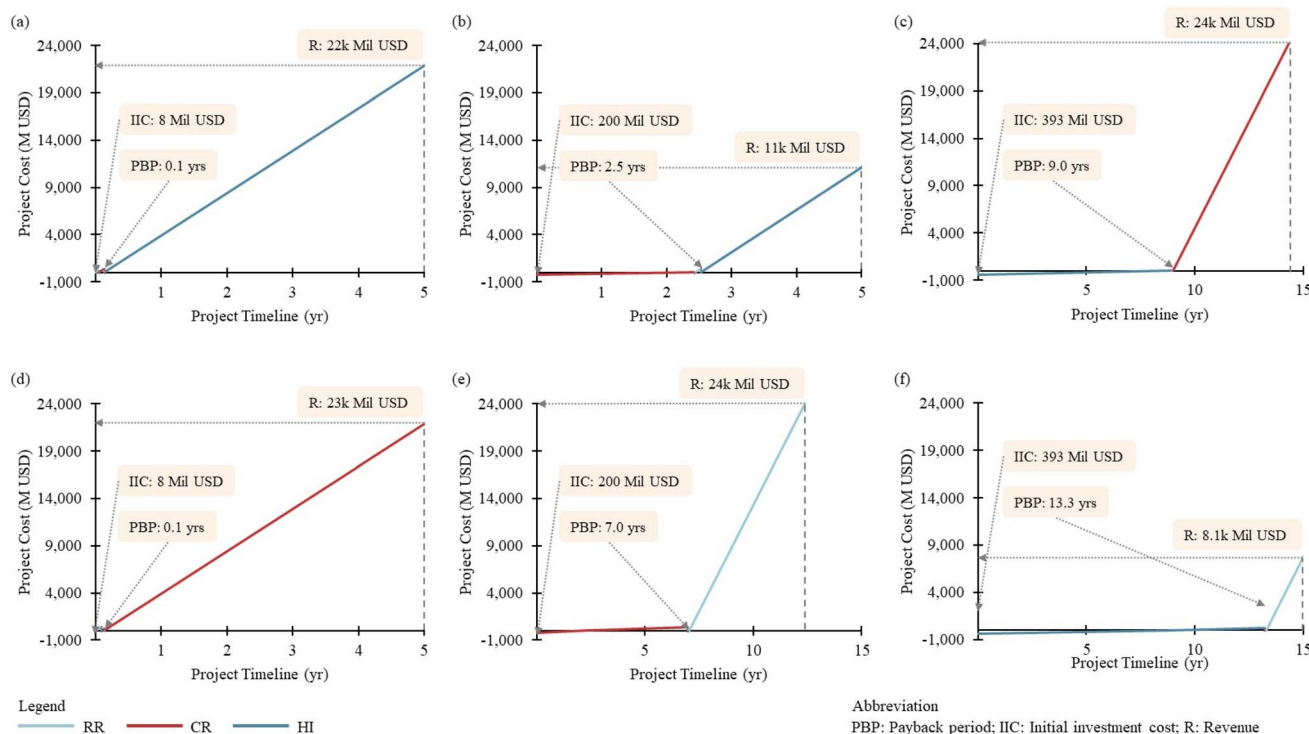 (a)
R: 22k Mil USD
24,000
19,000
14,000
9,000
4,000
-1,000
IIC: 8 Mil USD
PBP: 0.1 yrs
1
2
3
4
5
Project Cost (M USD)
Project Timeline (yr)
(b)
24,000
19,000
14,000
9,000
4,000
-1,000
IIC: 200 Mil USD
R: 11k Mil USD
PBP: 2.5 yrs
1
2
3
4
5
Project Cost (M USD)
Project Timeline (yr)
(c)
R: 24k Mil USD
24,000
19,000
14,000
9,000
4,000
-1,000
IIC: 393 Mil USD
PBP: 9.0 yrs
5
10
15
Project Cost (M USD)
Project Timeline (yr)
(d)
R: 23k Mil USD
24,000
19,000
14,000
9,000
4,000
-1,000
IIC: 8 Mil USD
PBP: 0.1 yrs
1
2
3
4
5
Project Cost (M USD)
Project Timeline (yr)
(e)
R: 24k Mil USD
24,000
19,000
14,000
9,000
4,000
-1,000
IIC: 200 Mil USD
PBP: 7.0 yrs
5
10
15
Project Cost (M USD)
Project Timeline (yr)
(f)
24,000
19,000
14,000
9,000
4,000
-1,000
IIC: 393 Mil USD
PBP: 13.3 yrs
R: 8.1k Mil USD
5
10
15
Project Cost (M USD)
Project Timeline (yr)
Legend
RR CR HI
Abbreviation
PBP: Payback period; IIC: Initial investment cost; R: Revenue